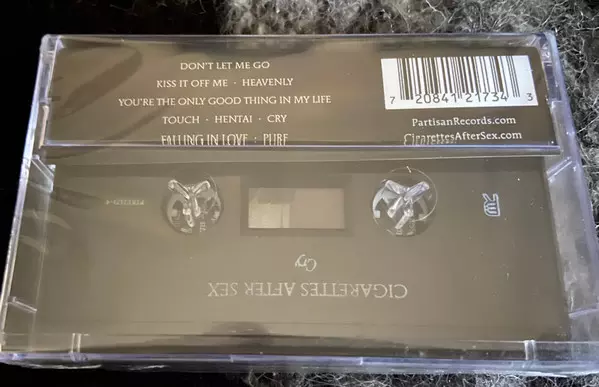 DON'T LET ME GO
KISS IT OFF ME · HEAVENLY
YOU'RE THE ONLY GOOD THING IN MY LIFE
TOUCH · HENTAI · CRY
FALLING IN LOVE · PURE
7 20841 21734 3
PartisanRecords.com
CigarettesAfterSex.com
Cry
CIGARETTES AFTER SEX